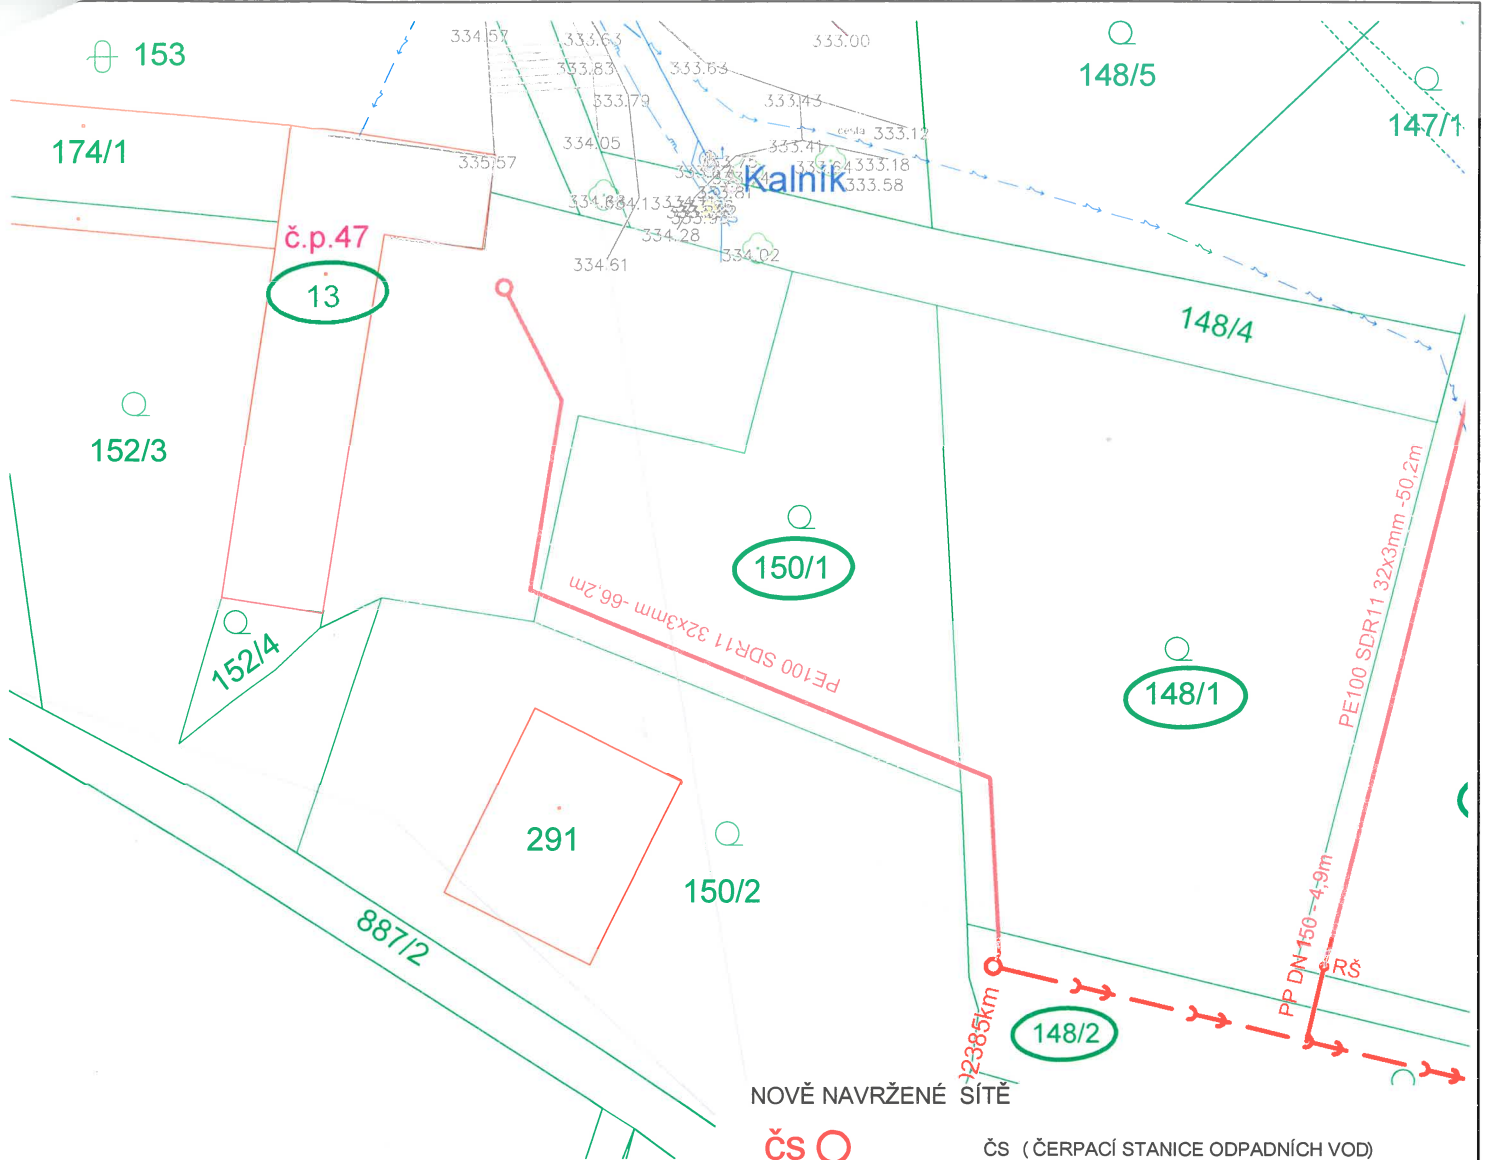 153
334.57
333.63
333.00
148/5
333.83
333.63
333.79
333.43
147/1
174/1
334.05
cesta
333.12
333.41
335.57
333.18
Kalník
333.58
334.28
334.02
334.61
č.p.47
13
148/4
152/3
PE100 SDR11 32x3mm -50,2m
150/1
PE100 SDR11 32x3mm -66,2m
152/4
148/1
291
150/2
887/2
PP DN 150 - 4,9m
RŠ
2385km
148/2
NOVĚ NAVRŽENÉ SÍTĚ
ČS
ČS ( ČERPACÍ STANICE ODPADNÍCH VOD)